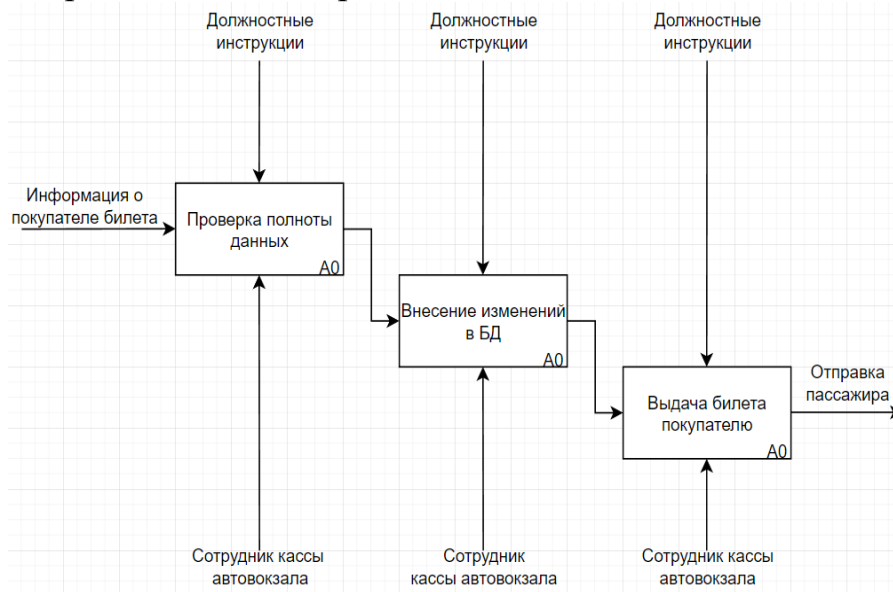 Должностные
инструкции
Должностные
инструкции
Должностные
инструкции
Информация о
покупателе билета
Проверка полноты
данных
A0
Внесение изменений
в БД
A0
Выдача билета
покупателю
A0
Отправка
пассажира
Сотрудник кассы
автовокзала
Сотрудник
кассы автовокзала
Сотрудник кассы
автовокзала